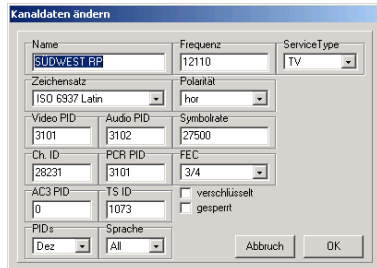 Kanaldaten ändern
Name Frequenz ServiceType
SÜDWEST RP 12110 TV
Zeichensatz Polarität
ISO 6937 Latin hor
Video PID Audio PID Symbolrate
3101 3102 27500
Ch. ID PCR PID FEC
28231 3101 3/4
AC3 PID TS ID verschlüsselt
0 1073 gesperrt
PIDs Sprache
Dez All Abbruch OK